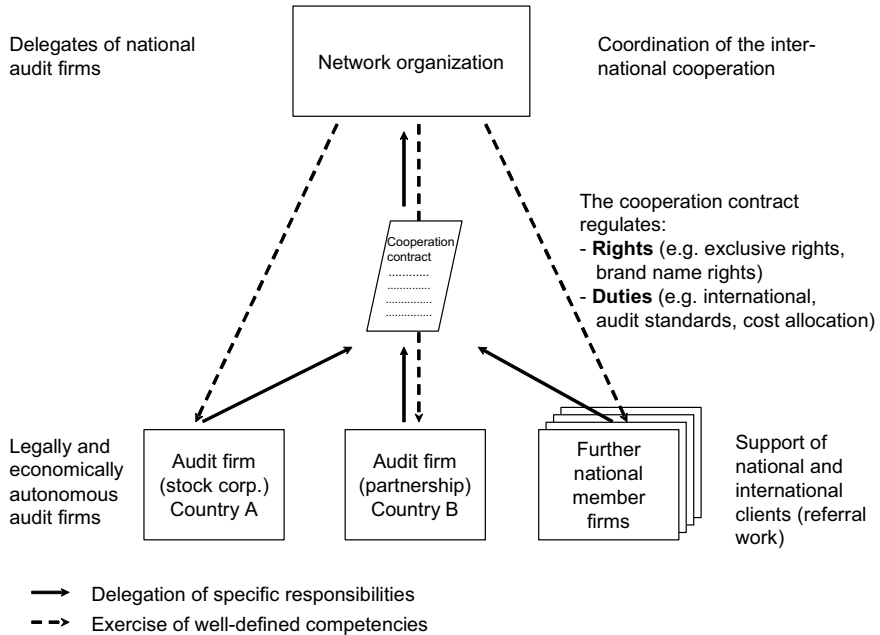 Delegates of national
audit firms
Network organization
Coordination of the inter-
national cooperation
Cooperation
contract
............
.............
.............
.............
The cooperation contract
regulates:
- Rights (e.g. exclusive rights,
brand name rights)
- Duties (e.g. international,
audit standards, cost allocation)
Legally and
economically
autonomous
audit firms
Audit firm
(stock corp.)
Country A
Audit firm
(partnership)
Country B
Further
national
member
firms
Support of
national and
international
clients (referral
work)
Delegation of specific responsibilities
Exercise of well-defined competencies